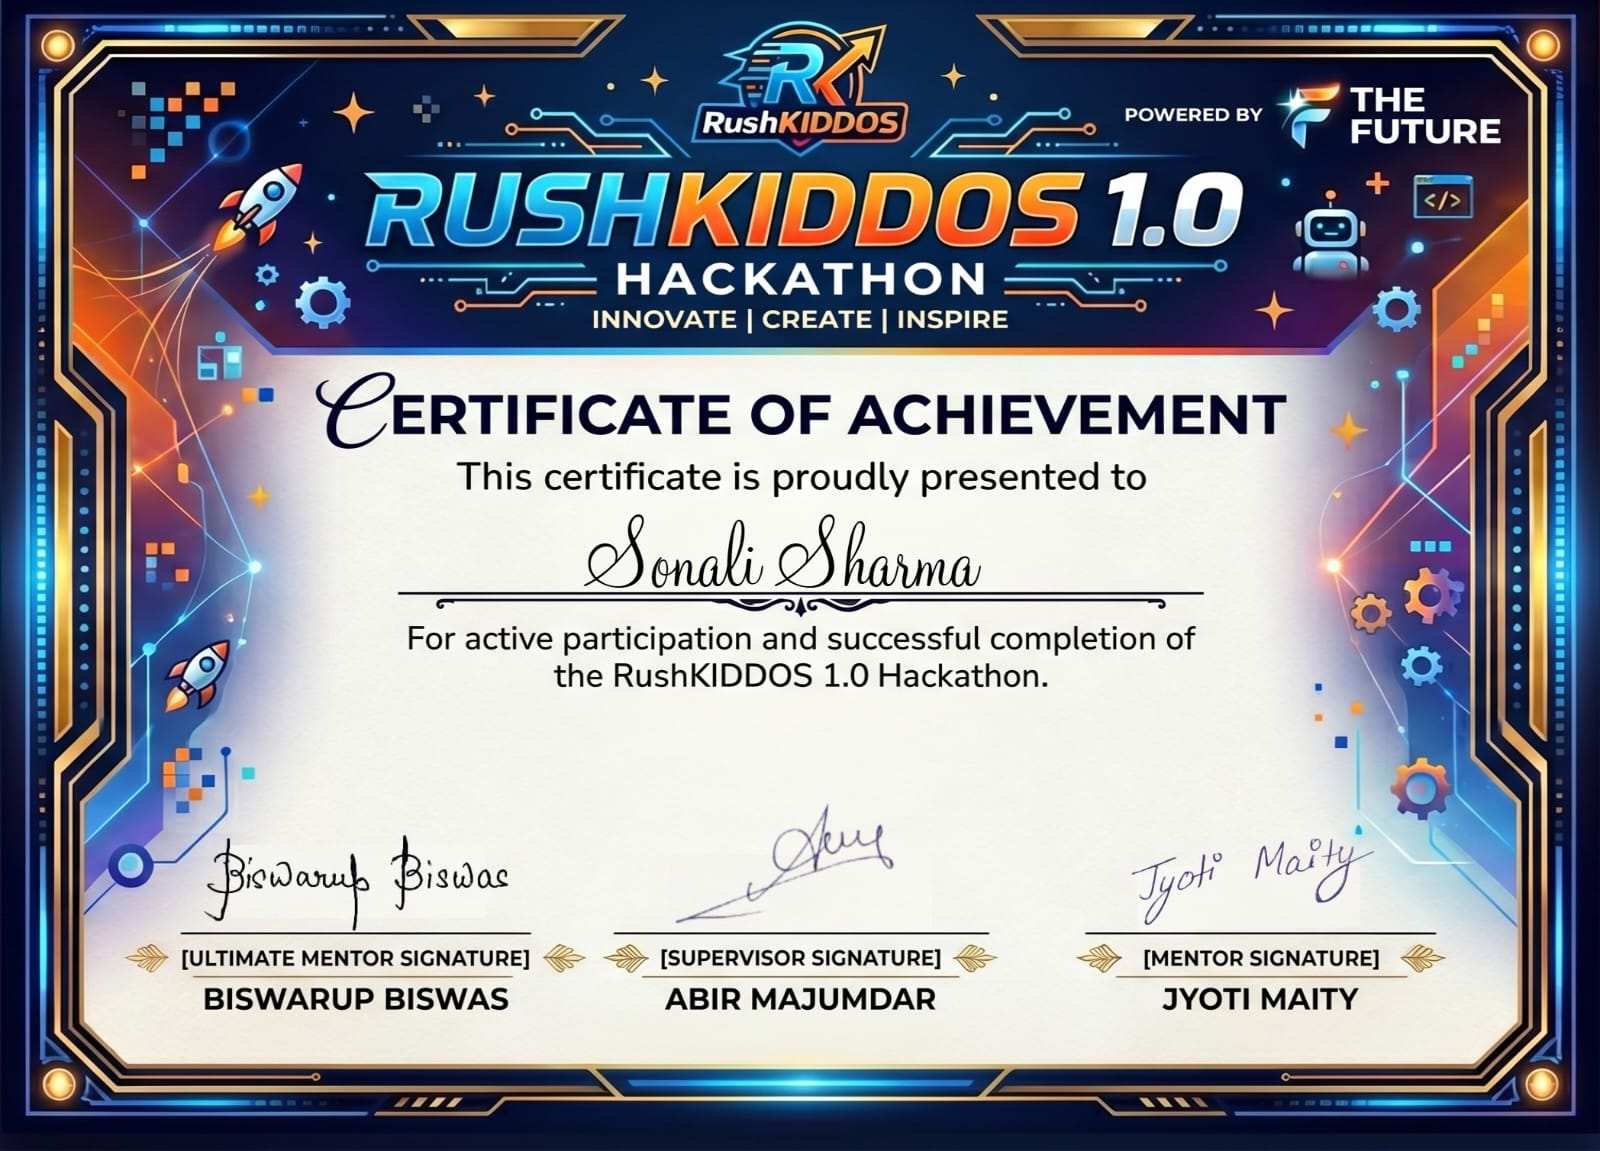 RK
RushKIDDOS
POWERED BY THE FUTURE
RUSHKIDDOS 1.0
</>
HACKATHON
INNOVATE | CREATE | INSPIRE
CERTIFICATE OF ACHIEVEMENT
This certificate is proudly presented to
Sonali Sharma
For active participation and successful completion of
the RushKIDDOS 1.0 Hackathon.
Biswarup Biswas
Jyoti Maity
[ULTIMATE MENTOR SIGNATURE] [SUPERVISOR SIGNATURE] [MENTOR SIGNATURE]
BISWARUP BISWAS ABIR MAJUMDAR JYOTI MAITY